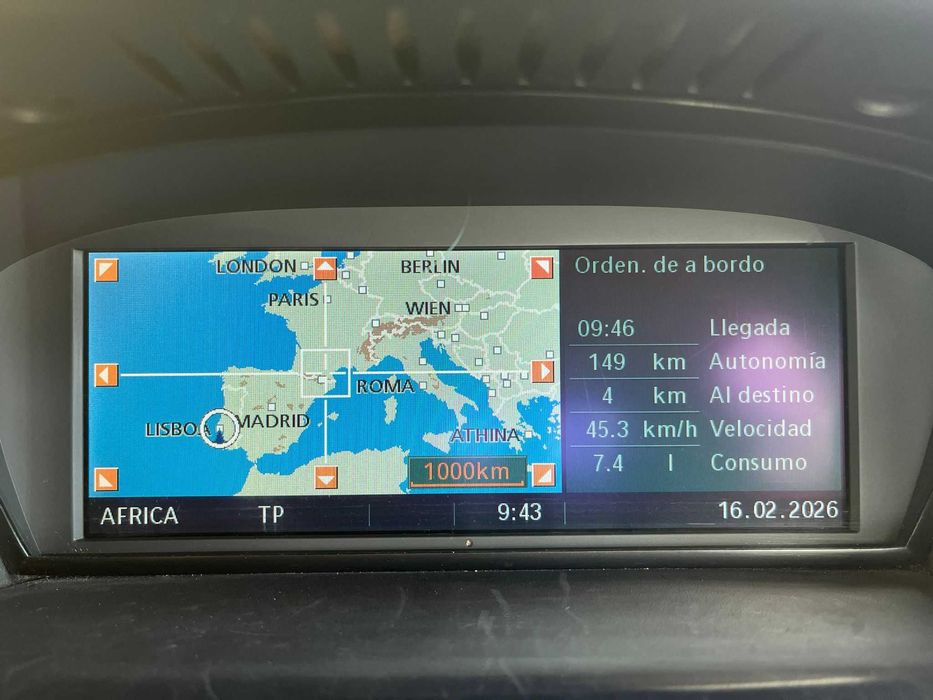 LONDON
BERLIN
PARIS
WIEN
ROMA
LISBOA
MADRID
ATHINA
1000km
Orden. de a bordo
09:46 Llegada
149 km Autonomía
4 km Al destino
45.3 km/h Velocidad
7.4 l Consumo
AFRICA TP 9:43 16.02.2026